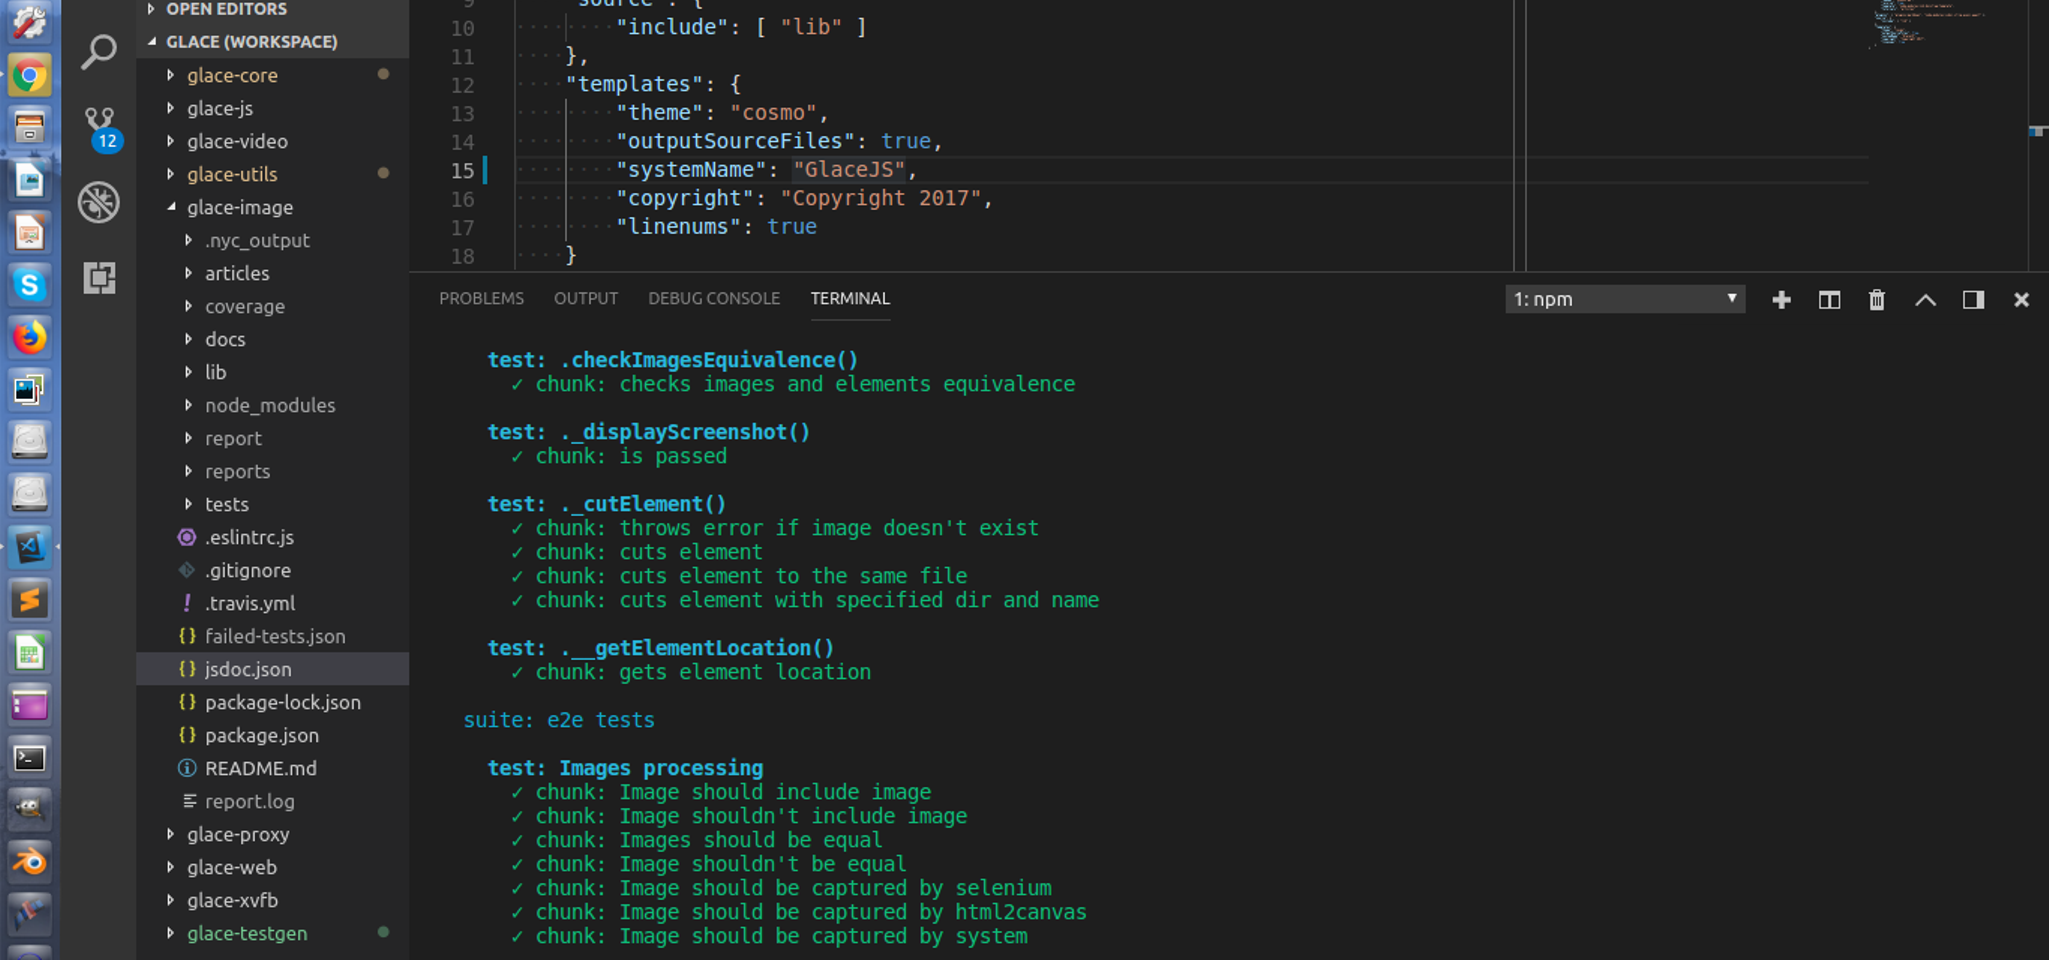 OPEN EDITORS
GLACE (WORKSPACE)
glace-core
glace-js
glace-video
glace-utils
glace-image
.nyc_output
articles
coverage
docs
lib
node_modules
report
reports
tests
.eslintrc.js
.gitignore
.travis.yml
failed-tests.json
jsdoc.json
package-lock.json
package.json
README.md
report.log
glace-proxy
glace-web
glace-xvfb
glace-testgen
12
9 "source": {
10 "include": [ "lib" ]
11 },
12 "templates": {
13 "theme": "cosmo",
14 "outputSourceFiles": true,
15 "systemName": "GlaceJS",
16 "copyright": "Copyright 2017",
17 "linenums": true
18 }
PROBLEMS OUTPUT DEBUG CONSOLE TERMINAL 1: npm
test: .checkImagesEquivalence()
✓ chunk: checks images and elements equivalence
test: ._displayScreenshot()
✓ chunk: is passed
test: ._cutElement()
✓ chunk: throws error if image doesn't exist
✓ chunk: cuts element
✓ chunk: cuts element to the same file
✓ chunk: cuts element with specified dir and name
test: .__getElementLocation()
✓ chunk: gets element location
suite: e2e tests
test: Images processing
✓ chunk: Image should include image
✓ chunk: Image shouldn't include image
✓ chunk: Images should be equal
✓ chunk: Image shouldn't be equal
✓ chunk: Image should be captured by selenium
✓ chunk: Image should be captured by html2canvas
✓ chunk: Image should be captured by system